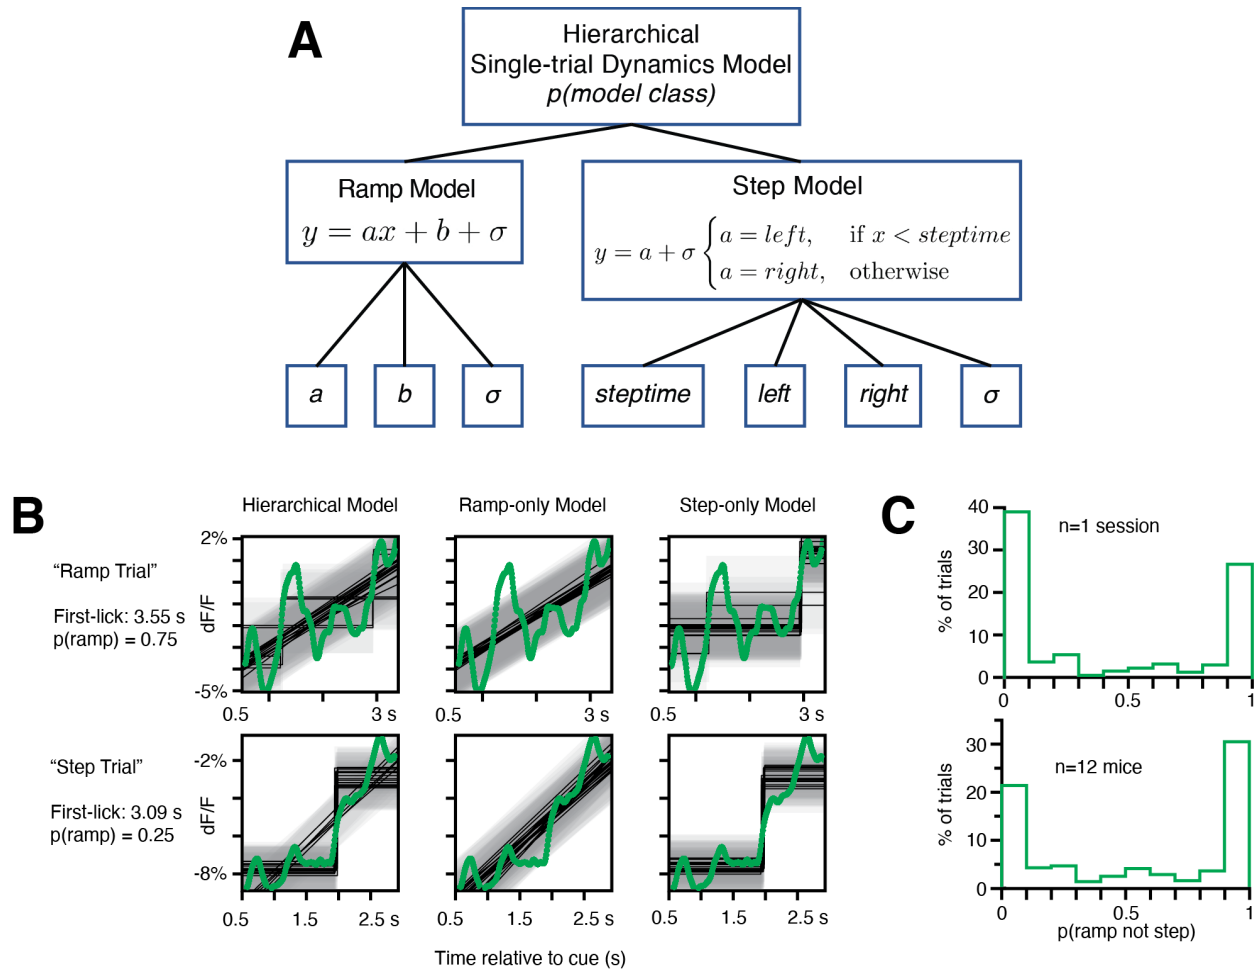 A
Hierarchical
Single-trial Dynamics Model
p(model class)
Ramp Model
y = ax + b + σ
Step Model
y = a + σ { a = left, if x < steptime
a = right, otherwise
a
b
σ
steptime
left
right
σ
B
Hierarchical Model
Ramp-only Model
Step-only Model
“Ramp Trial”
First-lick: 3.55 s
p(ramp) = 0.75
dF/F
2%
-5%
0.5
3 s
0.5
3 s
0.5
3 s
“Step Trial”
First-lick: 3.09 s
p(ramp) = 0.25
dF/F
-2%
-8%
0.5
1.5
2.5 s
0.5
1.5
2.5 s
0.5
1.5
2.5 s
Time relative to cue (s)
C
n=1 session
% of trials
40
30
20
10
0
0
0.5
1
n=12 mice
% of trials
30
20
10
0
0
0.5
1
p(ramp not step)